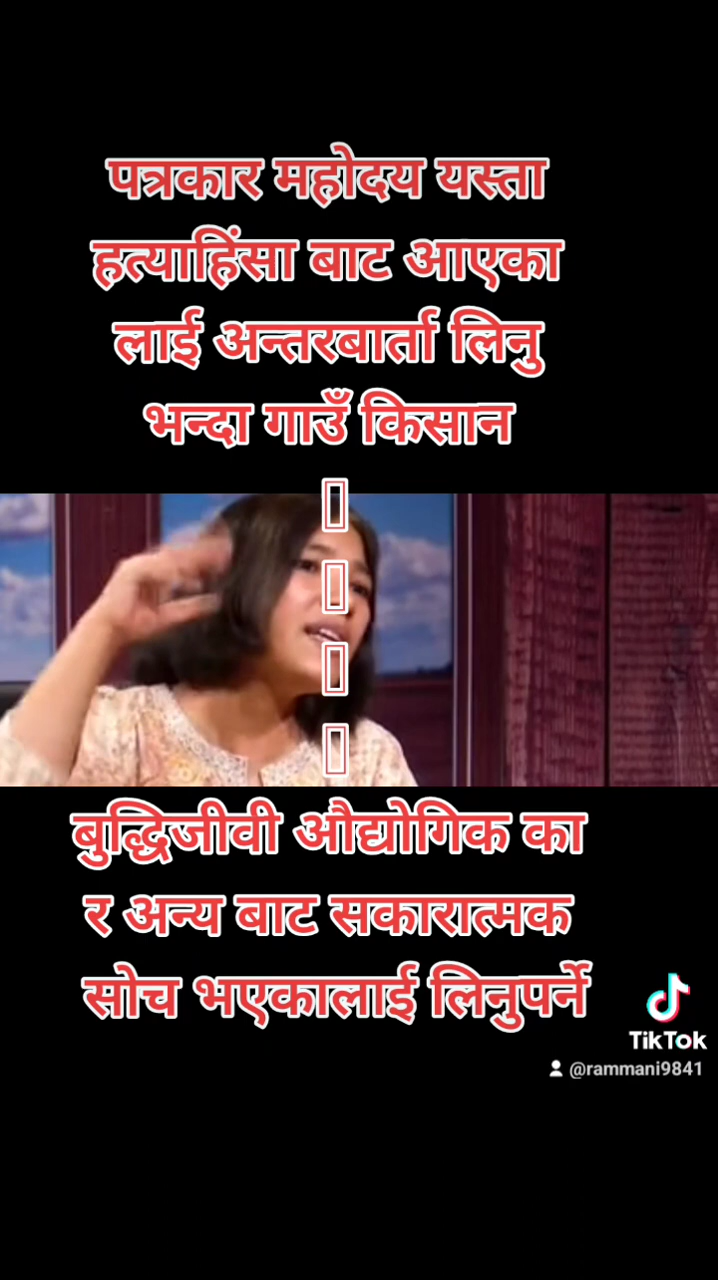 पत्रकार महोदय यस्ता
हत्याहिंसा बाट आएका
लाई अन्तरबार्ता लिनु
भन्दा गाउँ किसान
बुद्धिजीवी औद्योगिक का
र अन्य बाट सकारात्मक
सोच भएकालाई लिनुपर्ने
TikTok
@rammani9841